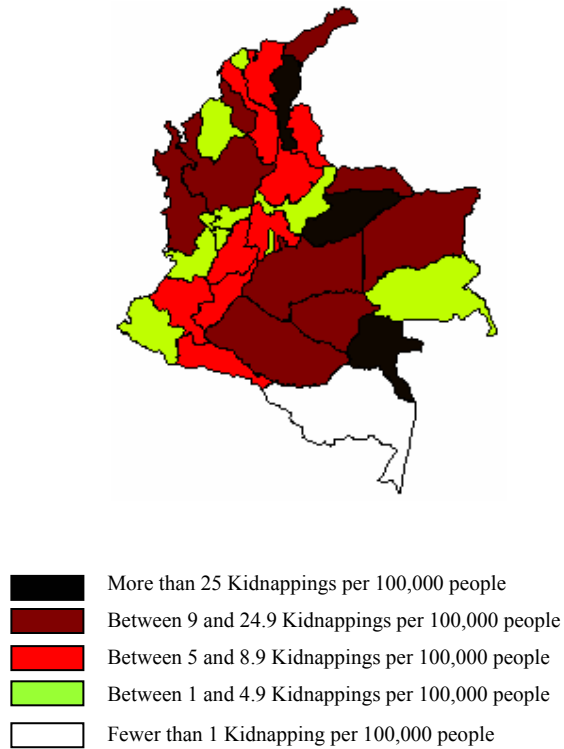 More than 25 Kidnappings per 100,000 people
Between 9 and 24.9 Kidnappings per 100,000 people
Between 5 and 8.9 Kidnappings per 100,000 people
Between 1 and 4.9 Kidnappings per 100,000 people
Fewer than 1 Kidnapping per 100,000 people